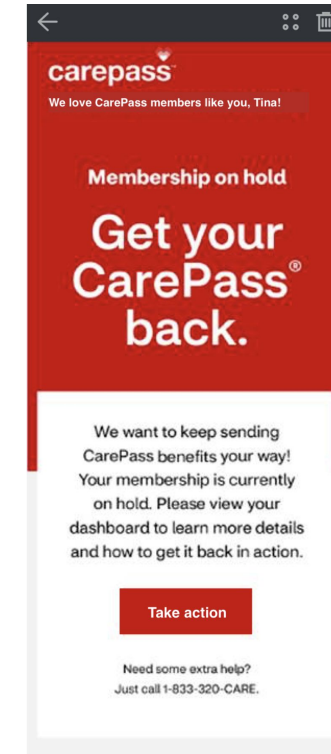 carepass
We love CarePass members like you, Tina!
Membership on hold
Get your
CarePass®
back.
We want to keep sending
CarePass benefits your way!
Your membership is currently
on hold. Please view your
dashboard to learn more details
and how to get it back in action.
Take action
Need some extra help?
Just call 1-833-320-CARE.